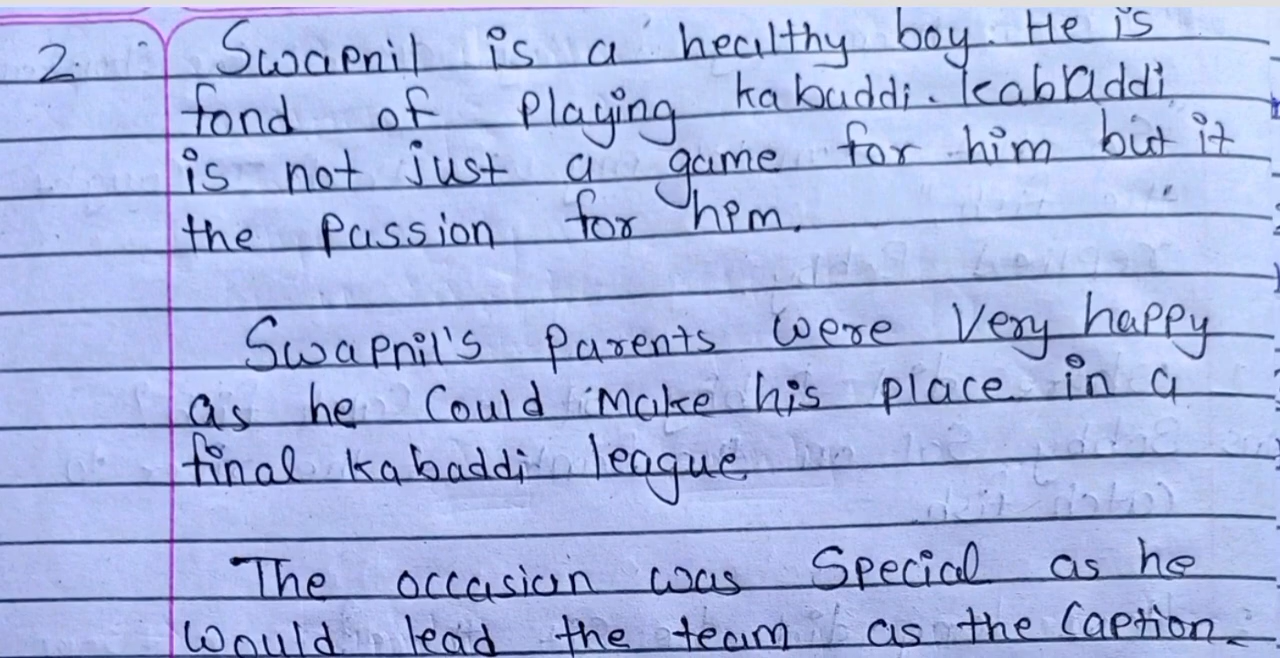 2. Swapnil is a healthy boy. He is
fond of playing kabaddi. kabaddi
is not just a game for him but it
the passion for him.
Swapnil's parents were very happy
as he could make his place in a
final kabaddi league
The occasion was special as he
would lead the team as the caption.